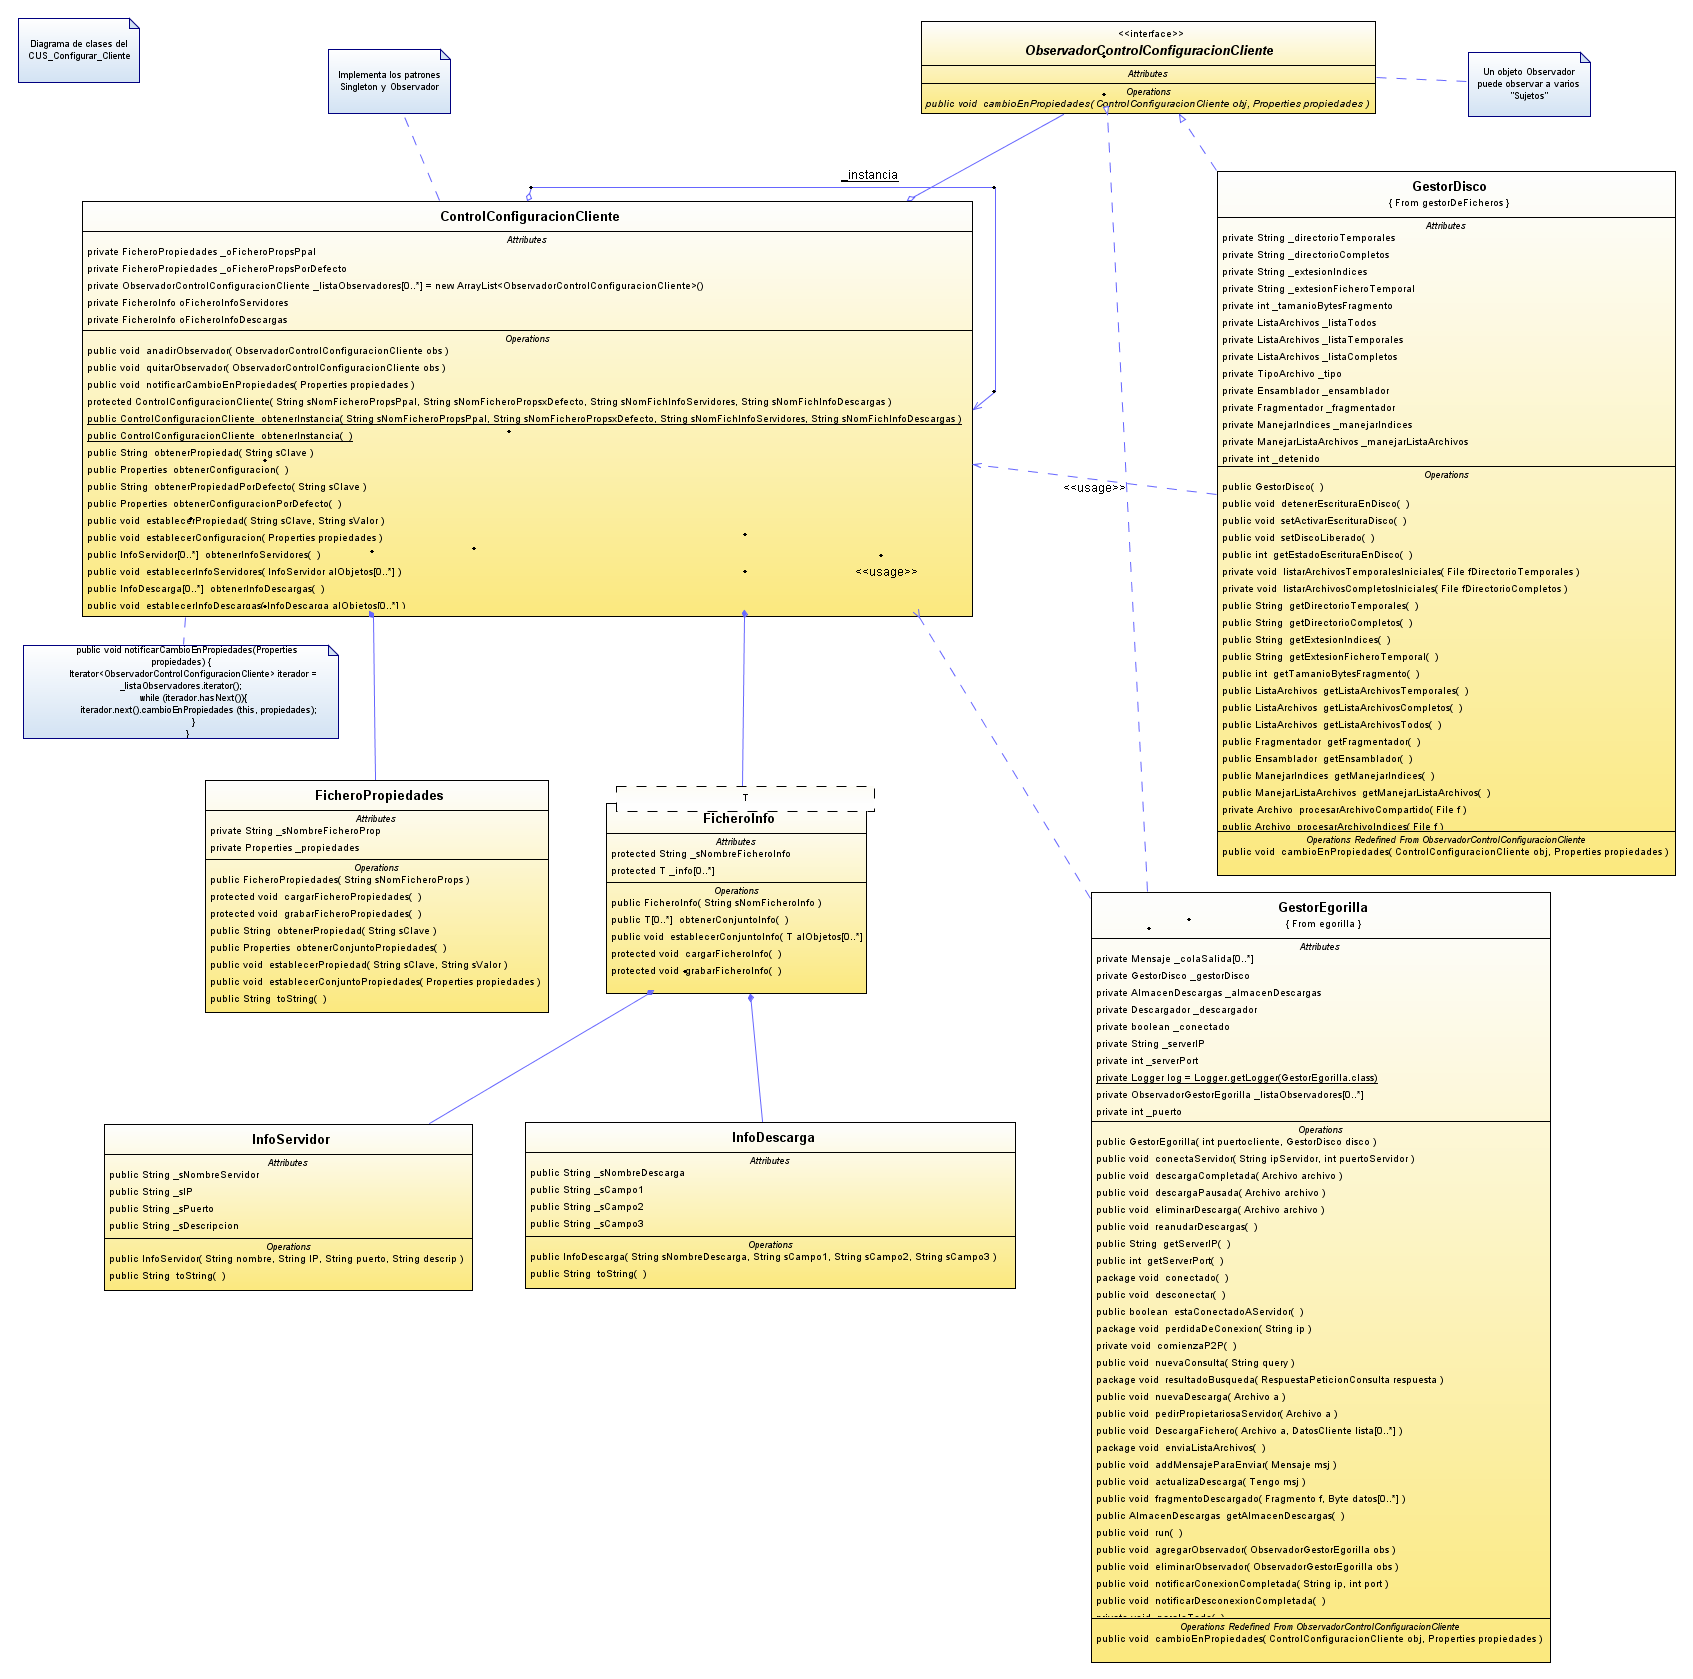 Diagrama de clases del
CUS_Configurar_Cliente
Implementa los patrones
Singleton y Observador
<<interface>>
ObservadorControlConfiguracionCliente
Attributes
Operations
public void cambioEnPropiedades( ControlConfiguracionCliente obj, Properties propiedades )
Un objeto Observador
puede observar a varios
"Sujetos"
_instancia
ControlConfiguracionCliente
Attributes
private FicheroPropiedades _oFicheroPropsPpal
private FicheroPropiedades _oFicheroPropsPorDefecto
private ObservadorControlConfiguracionCliente _listaObservadores[0..*] = new ArrayList<ObservadorControlConfiguracionCliente>()
private FicheroInfo oFicheroInfoServidores
private FicheroInfo oFicheroInfoDescargas
Operations
public void anadirObservador( ObservadorControlConfiguracionCliente obs )
public void quitarObservador( ObservadorControlConfiguracionCliente obs )
public void notificarCambioEnPropiedades( Properties propiedades )
protected ControlConfiguracionCliente( String sNomFicheroPropsPpal, String sNomFicheroPropsxDefecto, String sNomFichInfoServidores, String sNomFichInfoDescargas )
public ControlConfiguracionCliente obtenerInstancia( String sNomFicheroPropsPpal, String sNomFicheroPropsxDefecto, String sNomFichInfoServidores, String sNomFichInfoDescargas )
public ControlConfiguracionCliente obtenerInstancia( )
public String obtenerPropiedad( String sClave )
public Properties obtenerConfiguracion( )
public String obtenerPropiedadPorDefecto( String sClave )
public Properties obtenerConfiguracionPorDefecto( )
public void establecerPropiedad( String sClave, String sValor )
public void establecerConfiguracion( Properties propiedades )
public InfoServidor[0..*] obtenerInfoServidores( )
public void establecerInfoServidores( InfoServidor alObjetos[0..*] )
public InfoDescarga[0..*] obtenerInfoDescargas( )
public void establecerInfoDescargas( InfoDescarga alObjetos[0..*] )
<<usage>>
<<usage>>
public void notificarCambioEnPropiedades(Properties
propiedades) {
Iterator<ObservadorControlConfiguracionCliente> iterador =
_listaObservadores.iterator();
while (iterador.hasNext()){
iterador.next().cambioEnPropiedades (this, propiedades);
}
}
GestorDisco
{ From gestorDeFicheros }
Attributes
private String _directorioTemporales
private String _directorioCompletos
private String _extesionIndices
private String _extesionFicheroTemporal
private int _tamanioBytesFragmento
private ListaArchivos _listaTodos
private ListaArchivos _listaTemporales
private ListaArchivos _listaCompletos
private TipoArchivo _tipo
private Ensamblador _ensamblador
private Fragmentador _fragmentador
private ManejarIndices _manejarIndices
private ManejarListaArchivos _manejarListaArchivos
private int _detenido
Operations
public GestorDisco( )
public void detenerEscrituraEnDisco( )
public void setActivarEscrituraDisco( )
public void setDiscoLiberado( )
public int getEstadoEscrituraEnDisco( )
private void listarArchivosTemporalesIniciales( File fDirectorioTemporales )
private void listarArchivosCompletosIniciales( File fDirectorioCompletos )
public String getDirectorioTemporales( )
public String getDirectorioCompletos( )
public String getExtesionIndices( )
public String getExtesionFicheroTemporal( )
public int getTamanioBytesFragmento( )
public ListaArchivos getListaArchivosTemporales( )
public ListaArchivos getListaArchivosCompletos( )
public ListaArchivos getListaArchivosTodos( )
public Fragmentador getFragmentador( )
public Ensamblador getEnsamblador( )
public ManejarIndices getManejarIndices( )
public ManejarListaArchivos getManejarListaArchivos( )
private Archivo procesarArchivoCompartido( File f )
public Archivo procesarArchivoIndices( File f )
Operations Redefined From ObservadorControlConfiguracionCliente
public void cambioEnPropiedades( ControlConfiguracionCliente obj, Properties propiedades )
FicheroPropiedades
Attributes
private String _sNombreFicheroProp
private Properties _propiedades
Operations
public FicheroPropiedades( String sNomFicheroProps )
protected void cargarFicheroPropiedades( )
protected void grabarFicheroPropiedades( )
public String obtenerPropiedad( String sClave )
public Properties obtenerConjuntoPropiedades( )
public void establecerPropiedad( String sClave, String sValor )
public void establecerConjuntoPropiedades( Properties propiedades )
public String toString( )
T
FicheroInfo
Attributes
protected String _sNombreFicheroInfo
protected T _info[0..*]
Operations
public FicheroInfo( String sNomFicheroInfo )
public T[0..*] obtenerConjuntoInfo( )
public void establecerConjuntoInfo( T alObjetos[0..*]
protected void cargarFicheroInfo( )
protected void grabarFicheroInfo( )
InfoServidor
Attributes
public String _sNombreServidor
public String _sIP
public String _sPuerto
public String _sDescripcion
Operations
public InfoServidor( String nombre, String IP, String puerto, String descrip )
public String toString( )
InfoDescarga
Attributes
public String _sNombreDescarga
public String _sCampo1
public String _sCampo2
public String _sCampo3
Operations
public InfoDescarga( String sNombreDescarga, String sCampo1, String sCampo2, String sCampo3 )
public String toString( )
GestorEgorilla
{ From egorilla }
Attributes
private Mensaje _colaSalida[0..*]
private GestorDisco _gestorDisco
private AlmacenDescargas _almacenDescargas
private Descargador _descargador
private boolean _conectado
private String _serverIP
private int _serverPort
private Logger log = Logger.getLogger(GestorEgorilla.class)
private ObservadorGestorEgorilla _listaObservadores[0..*]
private int _puerto
Operations
public GestorEgorilla( int puertocliente, GestorDisco disco )
public void conectaServidor( String ipServidor, int puertoServidor )
public void descargaCompletada( Archivo archivo )
public void descargaPausada( Archivo archivo )
public void eliminarDescarga( Archivo archivo )
public void reanudarDescargas( )
public String getServerIP( )
public int getServerPort( )
package void conectado( )
public void desconectar( )
public boolean estaConectadoAServidor( )
package void perdidaDeConexion( String ip )
private void comienzaP2P( )
public void nuevaConsulta( String query )
package void resultadoBusqueda( RespuestaPeticionConsulta respuesta )
public void nuevaDescarga( Archivo a )
public void pedirPropietariosaServidor( Archivo a )
public void DescargaFichero( Archivo a, DatosCliente lista[0..*] )
package void enviaListaArchivos( )
public void addMensajeParaEnviar( Mensaje msj )
public void actualizaDescarga( Tengo msj )
public void fragmentoDescargado( Fragmento f, Byte datos[0..*] )
public AlmacenDescargas getAlmacenDescargas( )
public void run( )
public void agregarObservador( ObservadorGestorEgorilla obs )
public void eliminarObservador( ObservadorGestorEgorilla obs )
public void notificarConexionCompletada( String ip, int port )
public void notificarDesconexionCompletada( )
private void
Operations Redefined From ObservadorControlConfiguracionCliente
public void cambioEnPropiedades( ControlConfiguracionCliente obj, Properties propiedades )